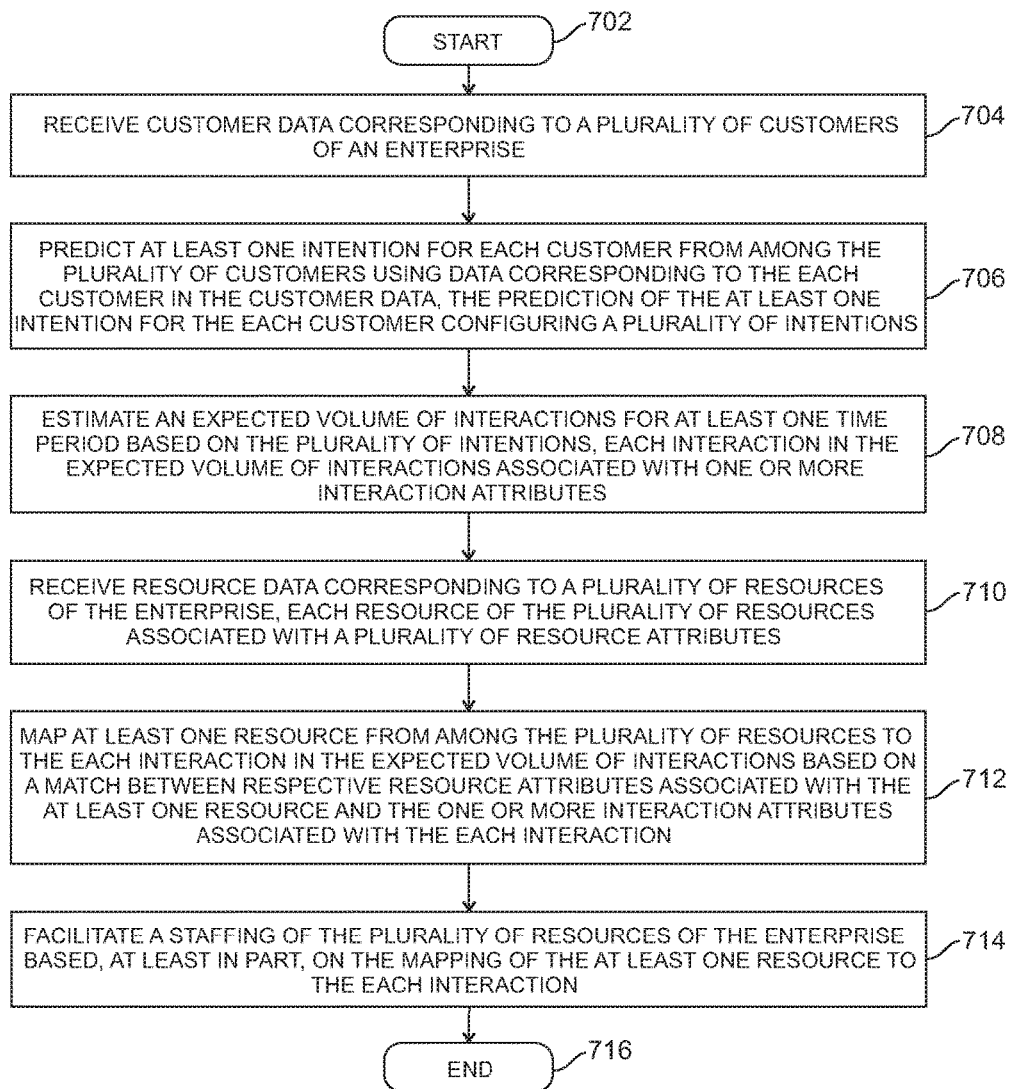 START
702
RECEIVE CUSTOMER DATA CORRESPONDING TO A PLURALITY OF CUSTOMERS
OF AN ENTERPRISE
704
PREDICT AT LEAST ONE INTENTION FOR EACH CUSTOMER FROM AMONG THE
PLURALITY OF CUSTOMERS USING DATA CORRESPONDING TO THE EACH
CUSTOMER IN THE CUSTOMER DATA, THE PREDICTION OF THE AT LEAST ONE
INTENTION FOR THE EACH CUSTOMER CONFIGURING A PLURALITY OF INTENTIONS
706
ESTIMATE AN EXPECTED VOLUME OF INTERACTIONS FOR AT LEAST ONE TIME
PERIOD BASED ON THE PLURALITY OF INTENTIONS, EACH INTERACTION IN THE
EXPECTED VOLUME OF INTERACTIONS ASSOCIATED WITH ONE OR MORE
INTERACTION ATTRIBUTES
708
RECEIVE RESOURCE DATA CORRESPONDING TO A PLURALITY OF RESOURCES
OF THE ENTERPRISE, EACH RESOURCE OF THE PLURALITY OF RESOURCES
ASSOCIATED WITH A PLURALITY OF RESOURCE ATTRIBUTES
710
MAP AT LEAST ONE RESOURCE FROM AMONG THE PLURALITY OF RESOURCES TO
THE EACH INTERACTION IN THE EXPECTED VOLUME OF INTERACTIONS BASED ON
A MATCH BETWEEN RESPECTIVE RESOURCE ATTRIBUTES ASSOCIATED WITH THE
AT LEAST ONE RESOURCE AND THE ONE OR MORE INTERACTION ATTRIBUTES
ASSOCIATED WITH THE EACH INTERACTION
712
FACILITATE A STAFFING OF THE PLURALITY OF RESOURCES OF THE ENTERPRISE
BASED, AT LEAST IN PART, ON THE MAPPING OF THE AT LEAST ONE RESOURCE TO
THE EACH INTERACTION
714
END
716